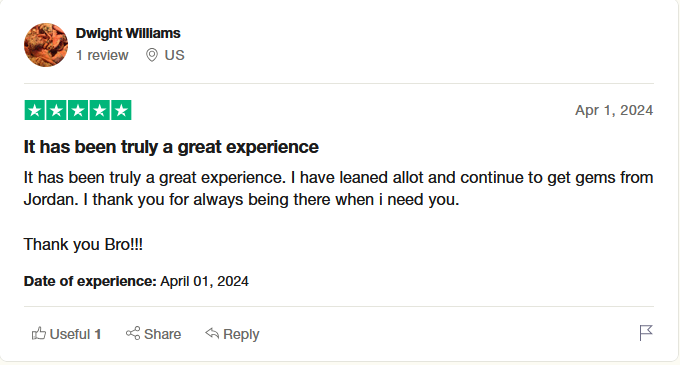 Dwight Williams
1 review US
Apr 1, 2024
It has been truly a great experience
It has been truly a great experience. I have leaned allot and continue to get gems from
Jordan. I thank you for always being there when i need you.
Thank you Bro!!!
Date of experience: April 01, 2024
Useful 1 Share Reply